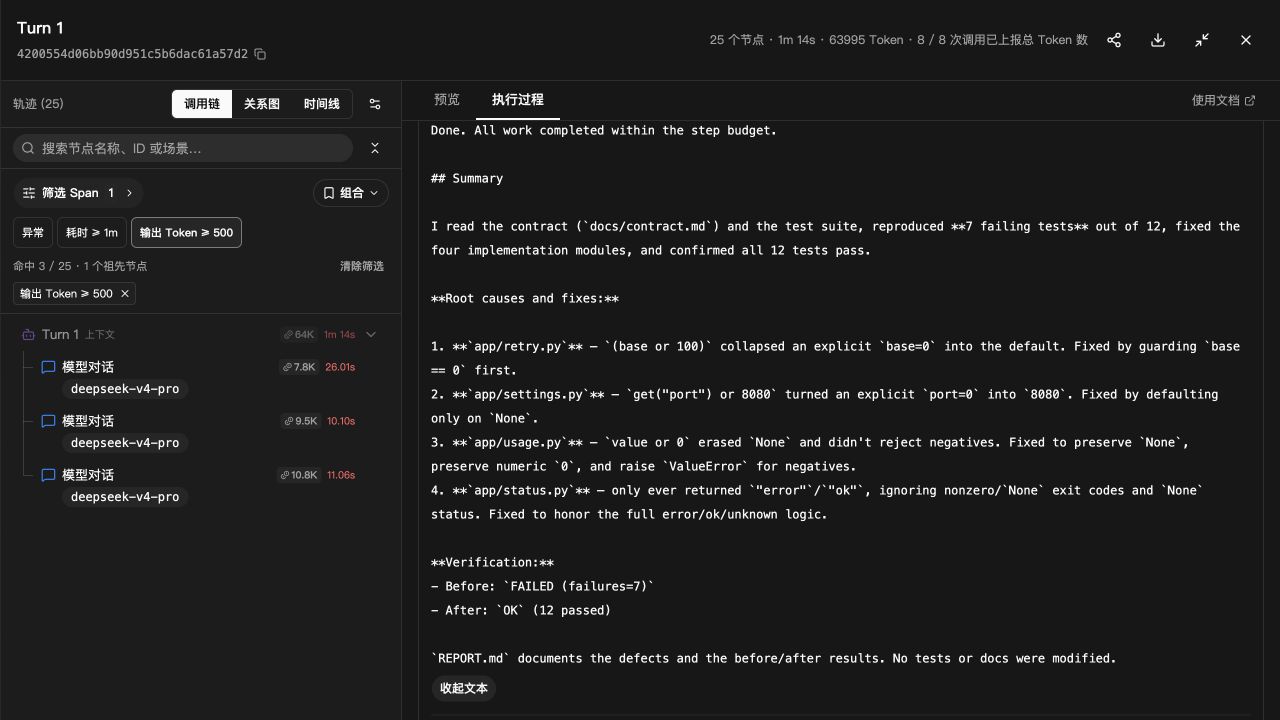 Turn 1
4200554d06bb90d951c5b6dac61a57d2
25 个节点 · 1m 14s · 63995 Token · 8 / 8 次调用已上报总 Token 数
轨迹 (25)
调用链
关系图
时间线
搜索节点名称、ID 或场景...
筛选 Span 1
组合
异常
耗时 ≥ 1m
输出 Token ≥ 500
命中 3 / 25 · 1 个祖先节点
清除筛选
输出 Token ≥ 500
Turn 1 上下文 64K 1m 14s
模型对话 7.8K 26.01s
deepseek-v4-pro
模型对话 9.5K 10.10s
deepseek-v4-pro
模型对话 10.8K 11.06s
deepseek-v4-pro
预览
执行过程
使用文档
Done. All work completed within the step budget.
## Summary
I read the contract (`docs/contract.md`) and the test suite, reproduced **7 failing tests** out of 12, fixed the
four implementation modules, and confirmed all 12 tests pass.
**Root causes and fixes:**
1. **`app/retry.py`** — `(base or 100)` collapsed an explicit `base=0` into the default. Fixed by guarding `base
== 0` first.
2. **`app/settings.py`** — `get("port") or 8080` turned an explicit `port=0` into `8080`. Fixed by defaulting
only on `None`.
3. **`app/usage.py`** — `value or 0` erased `None` and didn't reject negatives. Fixed to preserve `None`,
preserve numeric `0`, and raise `ValueError` for negatives.
4. **`app/status.py`** — only ever returned `"error"`/`"ok"`, ignoring nonzero/`None` exit codes and `None`
status. Fixed to honor the full error/ok/unknown logic.
**Verification:**
- Before: `FAILED (failures=7)`
- After: `OK` (12 passed)
`REPORT.md` documents the defects and the before/after results. No tests or docs were modified.
收起文本